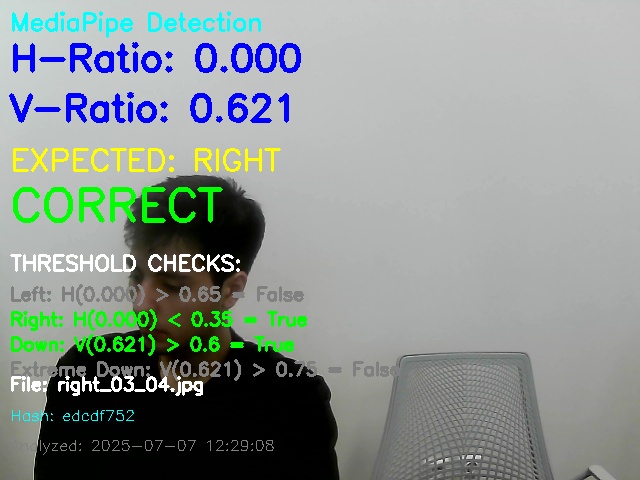 MediaPipe Detection
H-Ratio: 0.000
V-Ratio: 0.621
EXPECTED: RIGHT
CORRECT
THRESHOLD CHECKS:
Left: H(0.000) > 0.65 = False
Right: H(0.000) < 0.35 = True
Down: V(0.621) > 0.6 = True
Extreme Down: V(0.621) > 0.75 = False
File: right_03_04.jpg
Hash: edcdf752
Analyzed: 2025-07-07 12:29:08